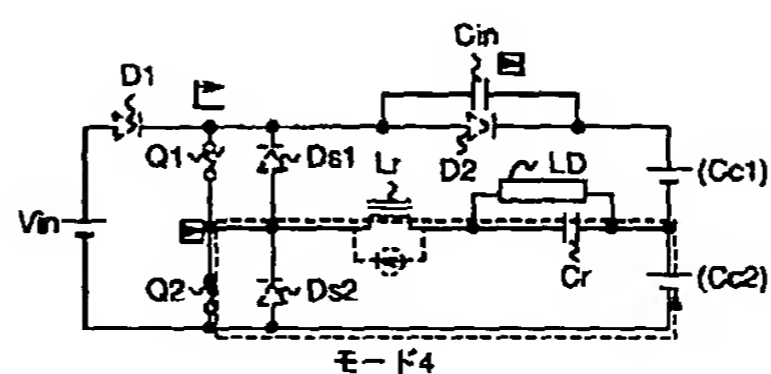 Cin
D1
Q1
Ds1
D2
(Cc1)
Lr
LD
Vin
Q2
Ds2
Cr
(Cc2)
モード4